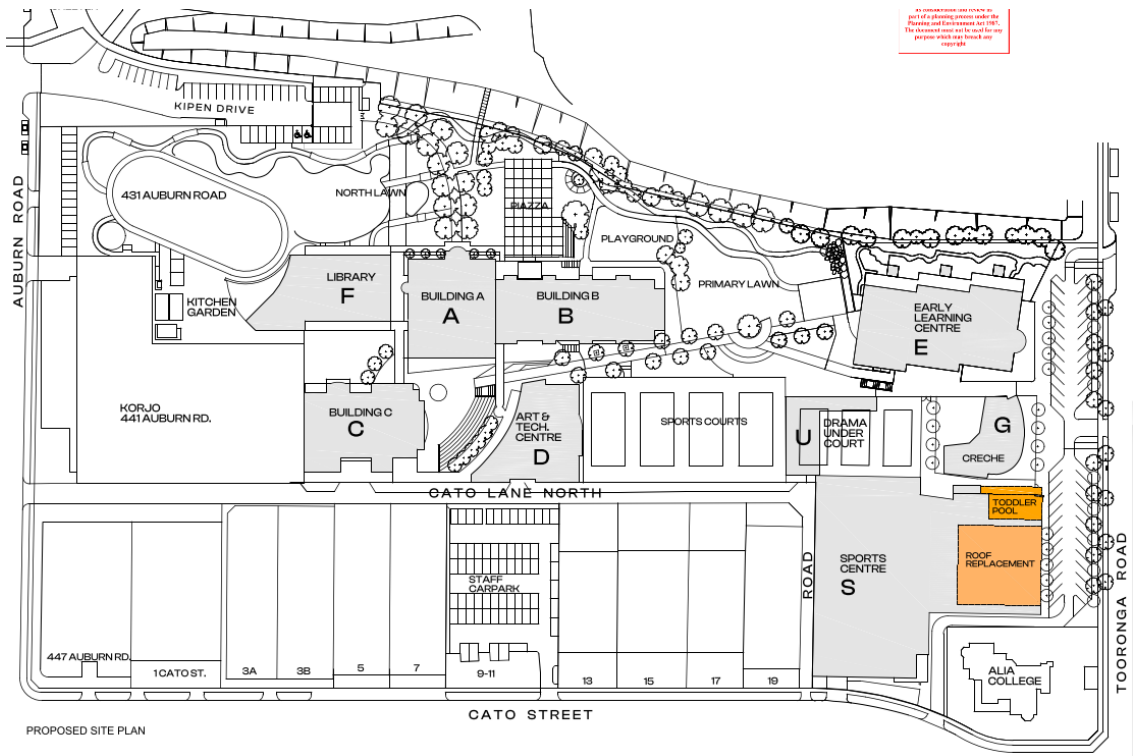 part of a planning process under the
Planning and Environment Act 1987.
The document must not be used for any
purpose which may breach any
copyright
KIPEN DRIVE
AUBURN ROAD
431 AUBURN ROAD
NORTH LAWN
PIAZZA
PLAYGROUND
PRIMARY LAWN
KITCHEN
GARDEN
LIBRARY
F
BUILDING A
A
BUILDING B
B
EARLY
LEARNING
CENTRE
E
KORJO
441 AUBURN RD.
BUILDING C
C
ART &
TECH.
CENTRE
D
SPORTS COURTS
U
DRAMA
UNDER
COURT
G
CRECHE
CATO LANE NORTH
TODDLER
POOL
ROOF
REPLACEMENT
SPORTS
CENTRE
S
ROAD
TOORONGA ROAD
STAFF
CARPARK
447 AUBURN RD.
1 CATO ST.
3A
3B
5
7
9-11
13
15
17
19
ALIA
COLLEGE
CATO STREET
PROPOSED SITE PLAN